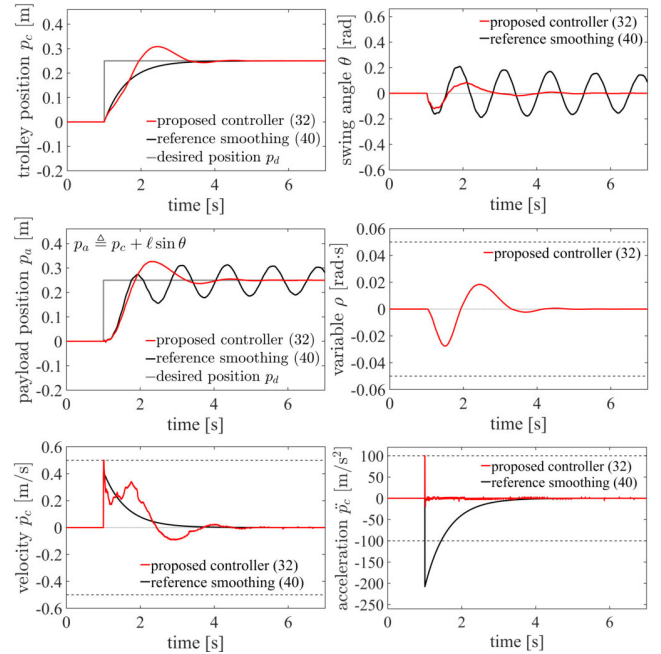 trolley position p_c [m]
0.4
0.3
0.2
0.1
0
0.1
0.2
proposed controller (32)
reference smoothing (40)
desired position p_d
0 2 4 6
time [s]
swing angle θ [rad]
0.6
0.4
0.2
0
-0.2
-0.4
-0.6
proposed controller (32)
reference smoothing (40)
0 2 4 6
time [s]
payload position p_a [m]
0.4
0.3
0.2
0.1
0
0.1
0.2
p_a ≜ p_c + ℓ sin θ
proposed controller (32)
reference smoothing (40)
desired position p_d
0 2 4 6
time [s]
variable ρ [rad·s]
0.06
0.04
0.02
0
-0.02
-0.04
-0.06
proposed controller (32)
0 2 4 6
time [s]
velocity ṗ_c [m/s]
0.6
0.4
0.2
0
0.2
0.4
0.6
proposed controller (32)
reference smoothing (40)
0 2 4 6
time [s]
acceleration p̈_c [m/s²]
100
50
0
-50
-100
-150
-200
-250
proposed controller (32)
reference smoothing (40)
0 2 4 6
time [s]